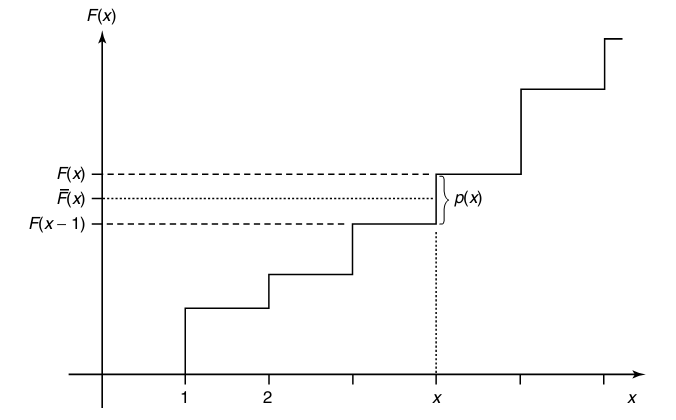 F(x)
F(x)
F̅(x)
F(x – 1)
p(x)
1
2
x
x